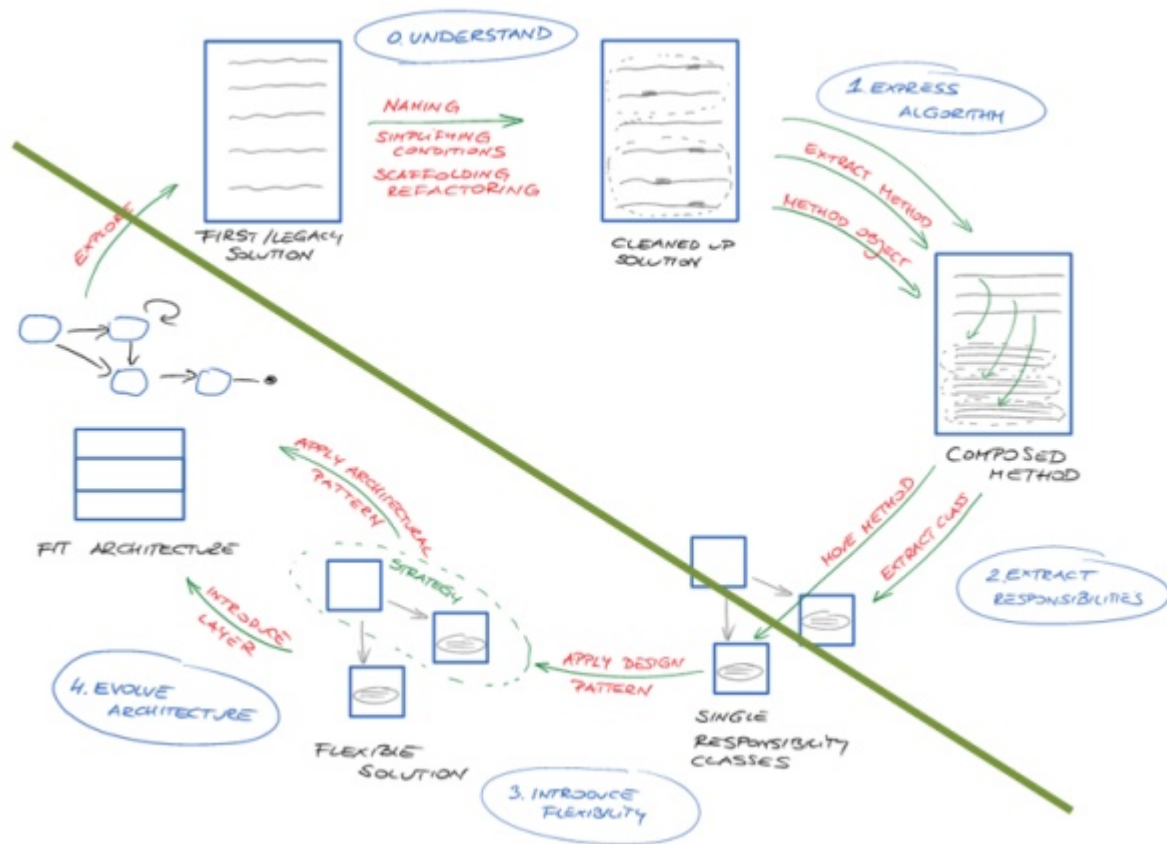 0. UNDERSTAND
NAMING
SIMPLIFYING
CONDITIONS
SCAFFOLDING
REFACTORING
FIRST/LEGACY
SOLUTION
CLEANED UP
SOLUTION
1. EXPRESS
ALGORITHM
EXTRACT METHOD
METHOD OBJECT
COMPOSED
METHOD
MOVE METHOD
EXTRACT CLASS
2. EXTRACT
RESPONSIBILITIES
SINGLE
RESPONSIBILITY
CLASSES
APPLY DESIGN
PATTERN
3. INTRODUCE
FLEXIBILITY
STRATEGY
FLEXIBLE
SOLUTION
APPLY ARCHITECTURAL
PATTERN
INTRODUCE
LAYER
4. EVOLVE
ARCHITECTURE
FIT ARCHITECTURE
EXPLORE